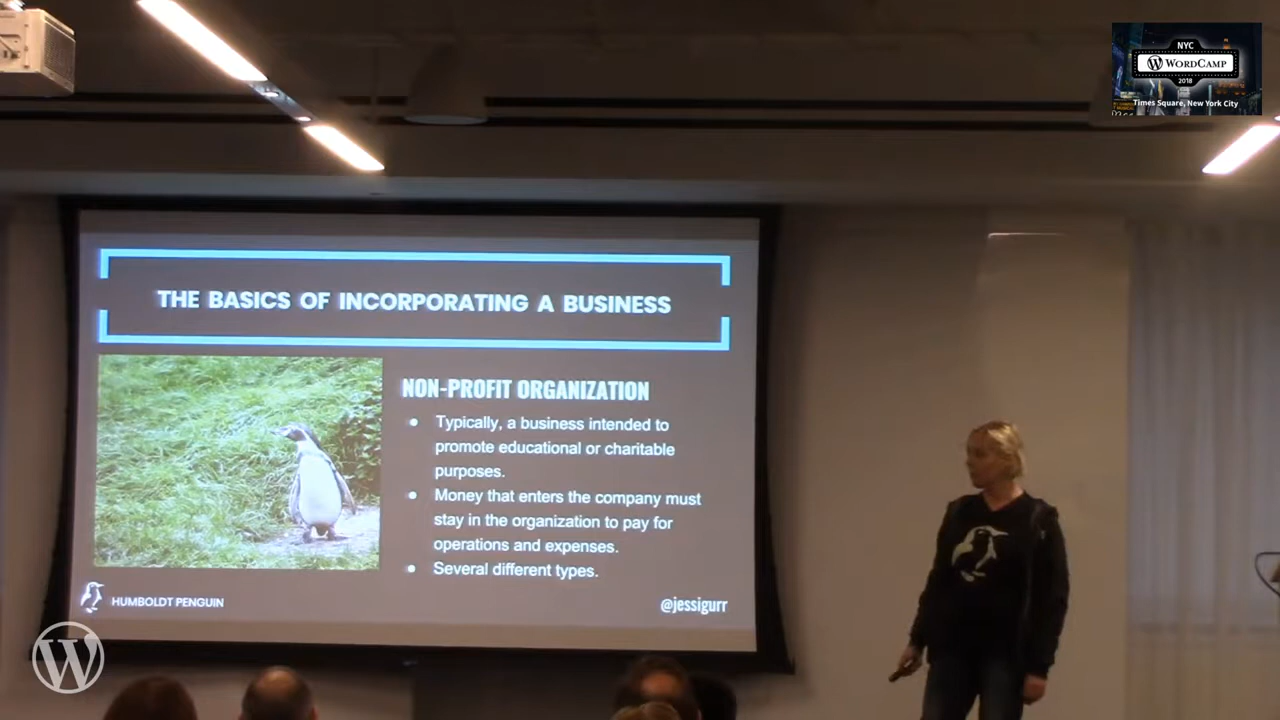 NYC
WORDCAMP
2018
Times Square, New York City
THE BASICS OF INCORPORATING A BUSINESS
NON-PROFIT ORGANIZATION
Typically, a business intended to
promote educational or charitable
purposes.
Money that enters the company must
stay in the organization to pay for
operations and expenses.
Several different types.
HUMBOLDT PENGUIN
@jessigurr